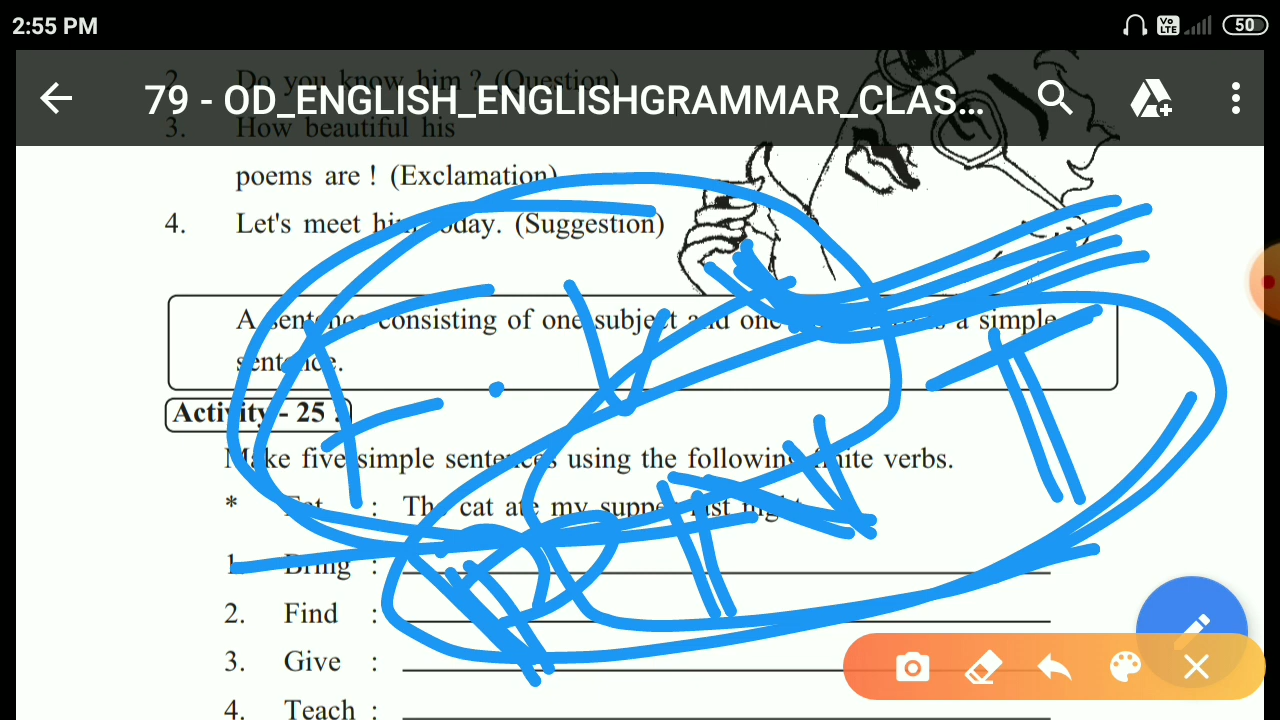 2:55 PM
Vo LTE 50
79 - OD_ENGLISH_ENGLISHGRAMMAR_CLAS...
2. Do you know him ? (Question)
3. How beautiful his
poems are ! (Exclamation)
4. Let's meet him today. (Suggestion)
A sentence consisting of one subject and one a simple
sentence.
Activity - 25 :
Make five simple sentences using the following finite verbs.
* Eat : The cat ate my supper last night.
1. Bring :
2. Find :
3. Give :
4. Teach :
F. V